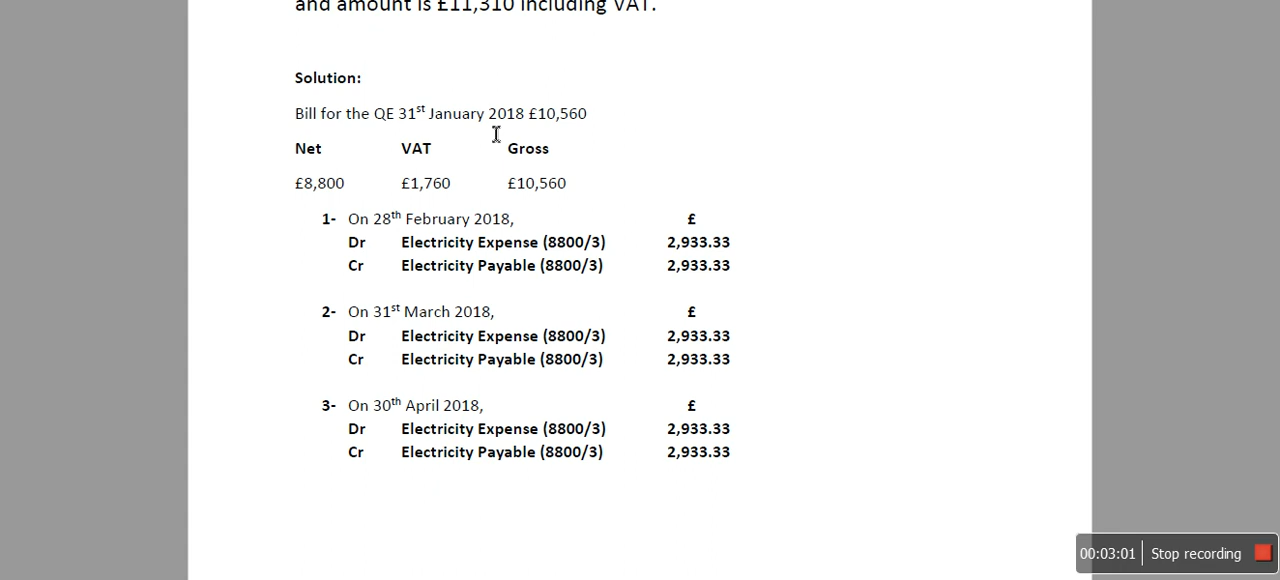 and amount is £11,310 including VAT.
Solution:
Bill for the QE 31st January 2018 £10,560
Net VAT Gross
£8,800 £1,760 £10,560
1- On 28th February 2018, £
Dr Electricity Expense (8800/3) 2,933.33
Cr Electricity Payable (8800/3) 2,933.33
2- On 31st March 2018, £
Dr Electricity Expense (8800/3) 2,933.33
Cr Electricity Payable (8800/3) 2,933.33
3- On 30th April 2018, £
Dr Electricity Expense (8800/3) 2,933.33
Cr Electricity Payable (8800/3) 2,933.33
00:03:01 Stop recording